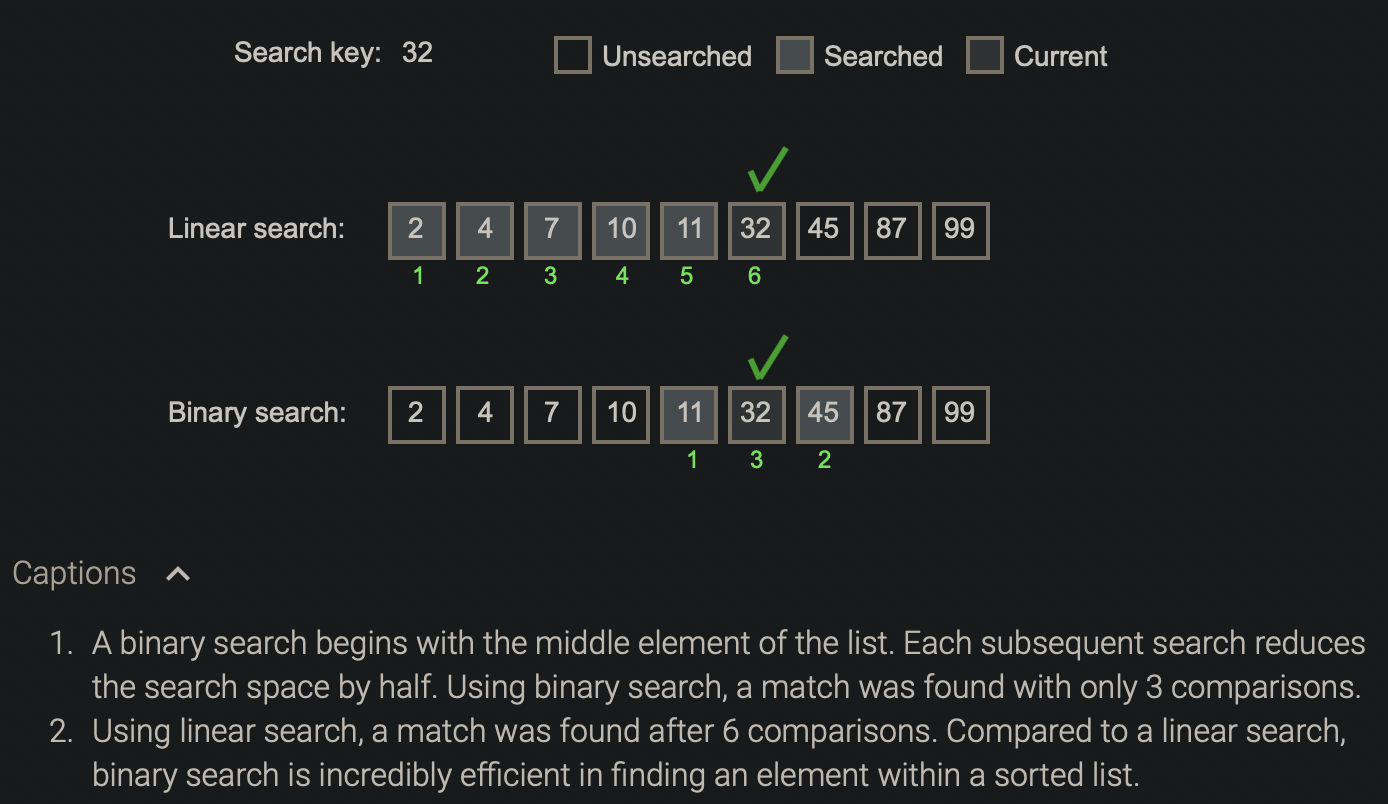 Search key: 32 Unsearched Searched Current
Linear search: 2 4 7 10 11 32 45 87 99
1 2 3 4 5 6
Binary search: 2 4 7 10 11 32 45 87 99
1 3 2
Captions
1. A binary search begins with the middle element of the list. Each subsequent search reduces
the search space by half. Using binary search, a match was found with only 3 comparisons.
2. Using linear search, a match was found after 6 comparisons. Compared to a linear search,
binary search is incredibly efficient in finding an element within a sorted list.